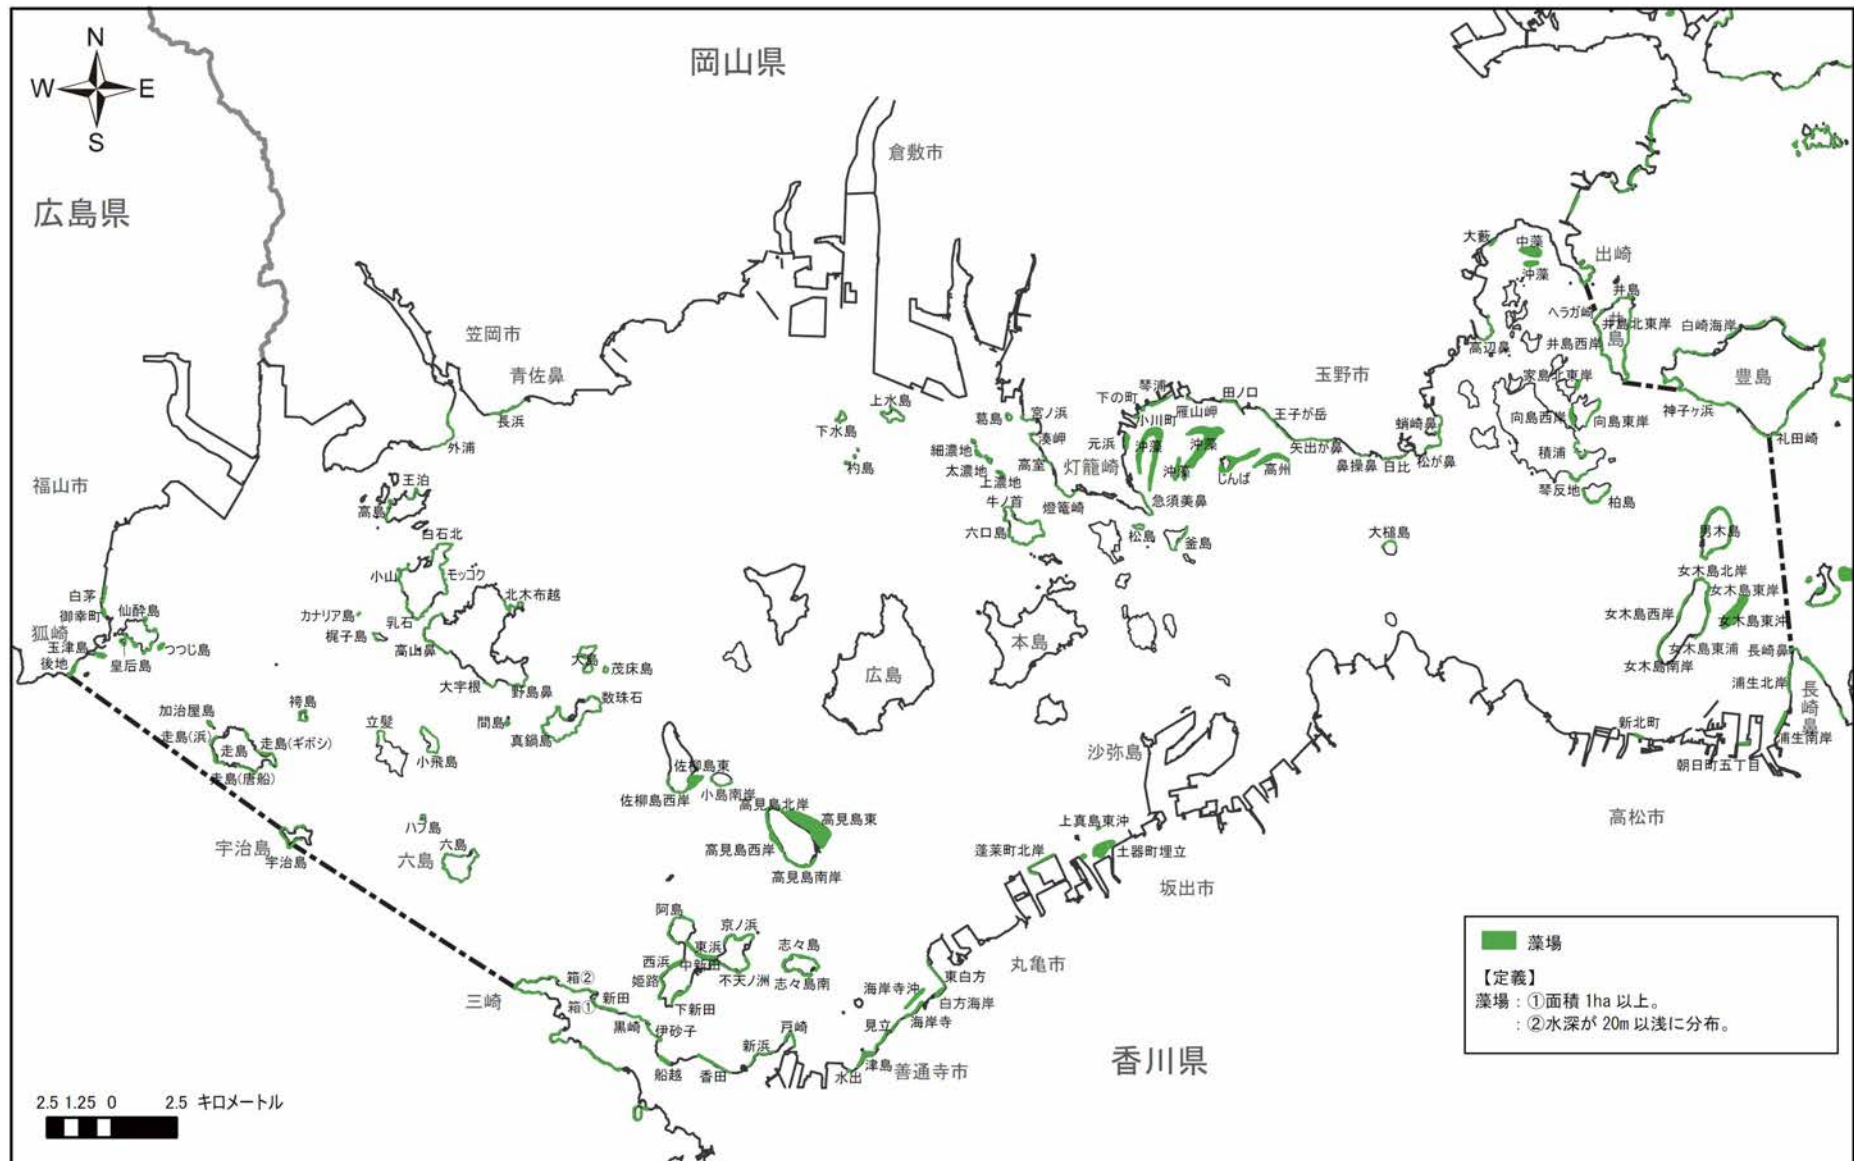 N
W E
S
岡山県
広島県
倉敷市
笠岡市
青佐鼻
長浜
外浦
福山市
王泊
高島
白石北
小山
モッコク
北木布越
カナリア島
梶子島
乳石
高山鼻
大宇根
野島鼻
大島
茂床島
数珠石
間島
真鍋島
白茅
御幸町
仙酔島
狐崎
玉津島
後地
皇后島
つつじ島
加治屋島
走島(浜)
走島
走島(ギボシ)
走島(唐船)
袴島
立髪
小飛島
宇治島
宇治島
ハブ島
六島
六島
上水島
下水島
杓島
葛島
宮ノ浜
湊岬
細濃地
太濃地
上濃地
高室
灯籠崎
牛ノ首
燈篭崎
六口島
松島
釜島
元浜
下の町
琴浦
小川町
雁山岬
田ノ口
沖藻
沖藻
沖藻
じんば
高州
急須美鼻
王子が岳
矢出が鼻
鼻操鼻
日比
松が鼻
蛸崎鼻
玉野市
大藪
中藻
沖藻
出崎
高辺鼻
ヘラガ崎
井島
井島
井島北東岸
井島西岸
家島北東岸
向島西岸
向島東岸
積浦
琴反地
柏島
白崎海岸
豊島
神子ヶ浜
礼田崎
大槌島
男木島
女木島北岸
女木島東岸
女木島西岸
女木島東沖
女木島東浦
女木島南岸
長崎鼻
長崎鼻
浦生北岸
浦生南岸
新北町
朝日町五丁目
高松市
広島
本島
沙弥島
佐柳島東
佐柳島西岸
小島南岸
高見島北岸
高見島東
高見島西岸
高見島南岸
上真島東沖
蓬莱町北岸
土器町埋立
坂出市
丸亀市
阿島
京ノ浜
東浜
西浜
中新田
姫路
不天ノ洲
下新田
志々島
志々島南
三崎
箱②
箱①
新田
黒崎
伊砂子
船越
香田
新浜
戸崎
水出
津島
見立
海岸寺
海岸寺沖
白方海岸
東白方
善通寺市
香川県
藻場
【定義】
藻場：①面積 1ha 以上。
：②水深が 20m 以浅に分布。
2.5 1.25 0 2.5 キロメートル